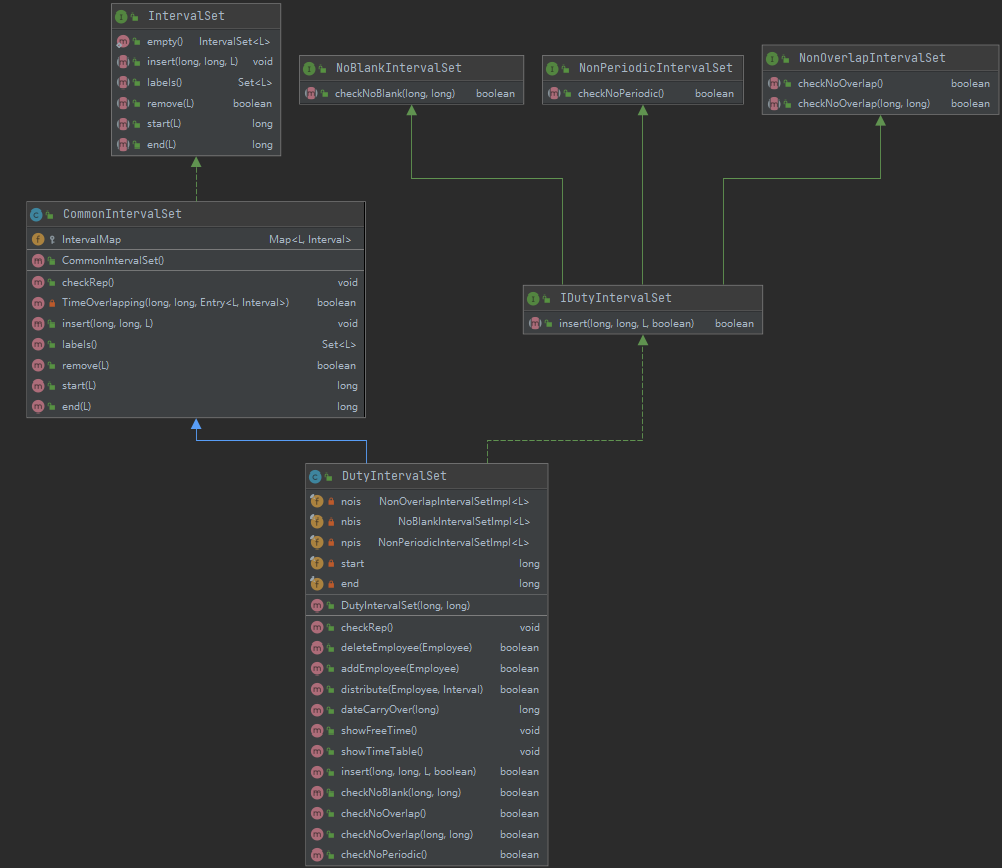 IntervalSet
empty() IntervalSet<L>
insert(long, long, L) void
labels() Set<L>
remove(L) boolean
start(L) long
end(L) long
NoBlankIntervalSet
checkNoBlank(long, long) boolean
NonPeriodicIntervalSet
checkNoPeriodic() boolean
NonOverlapIntervalSet
checkNoOverlap() boolean
checkNoOverlap(long, long) boolean
CommonIntervalSet
IntervalMap Map<L, Interval>
CommonIntervalSet()
checkRep() void
TimeOverlapping(long, long, Entry<L, Interval>) boolean
insert(long, long, L) void
labels() Set<L>
remove(L) boolean
start(L) long
end(L) long
IDutyIntervalSet
insert(long, long, L, boolean) boolean
DutyIntervalSet
nois NonOverlapIntervalSetImpl<L>
nbis NoBlankIntervalSetImpl<L>
npis NonPeriodicIntervalSetImpl<L>
start long
end long
DutyIntervalSet(long, long)
checkRep() void
deleteEmployee(Employee) boolean
addEmployee(Employee) boolean
distribute(Employee, Interval) boolean
dateCarryOver(long) long
showFreeTime() void
showTimeTable() void
insert(long, long, L, boolean) boolean
checkNoBlank(long, long) boolean
checkNoOverlap() boolean
checkNoOverlap(long, long) boolean
checkNoPeriodic() boolean